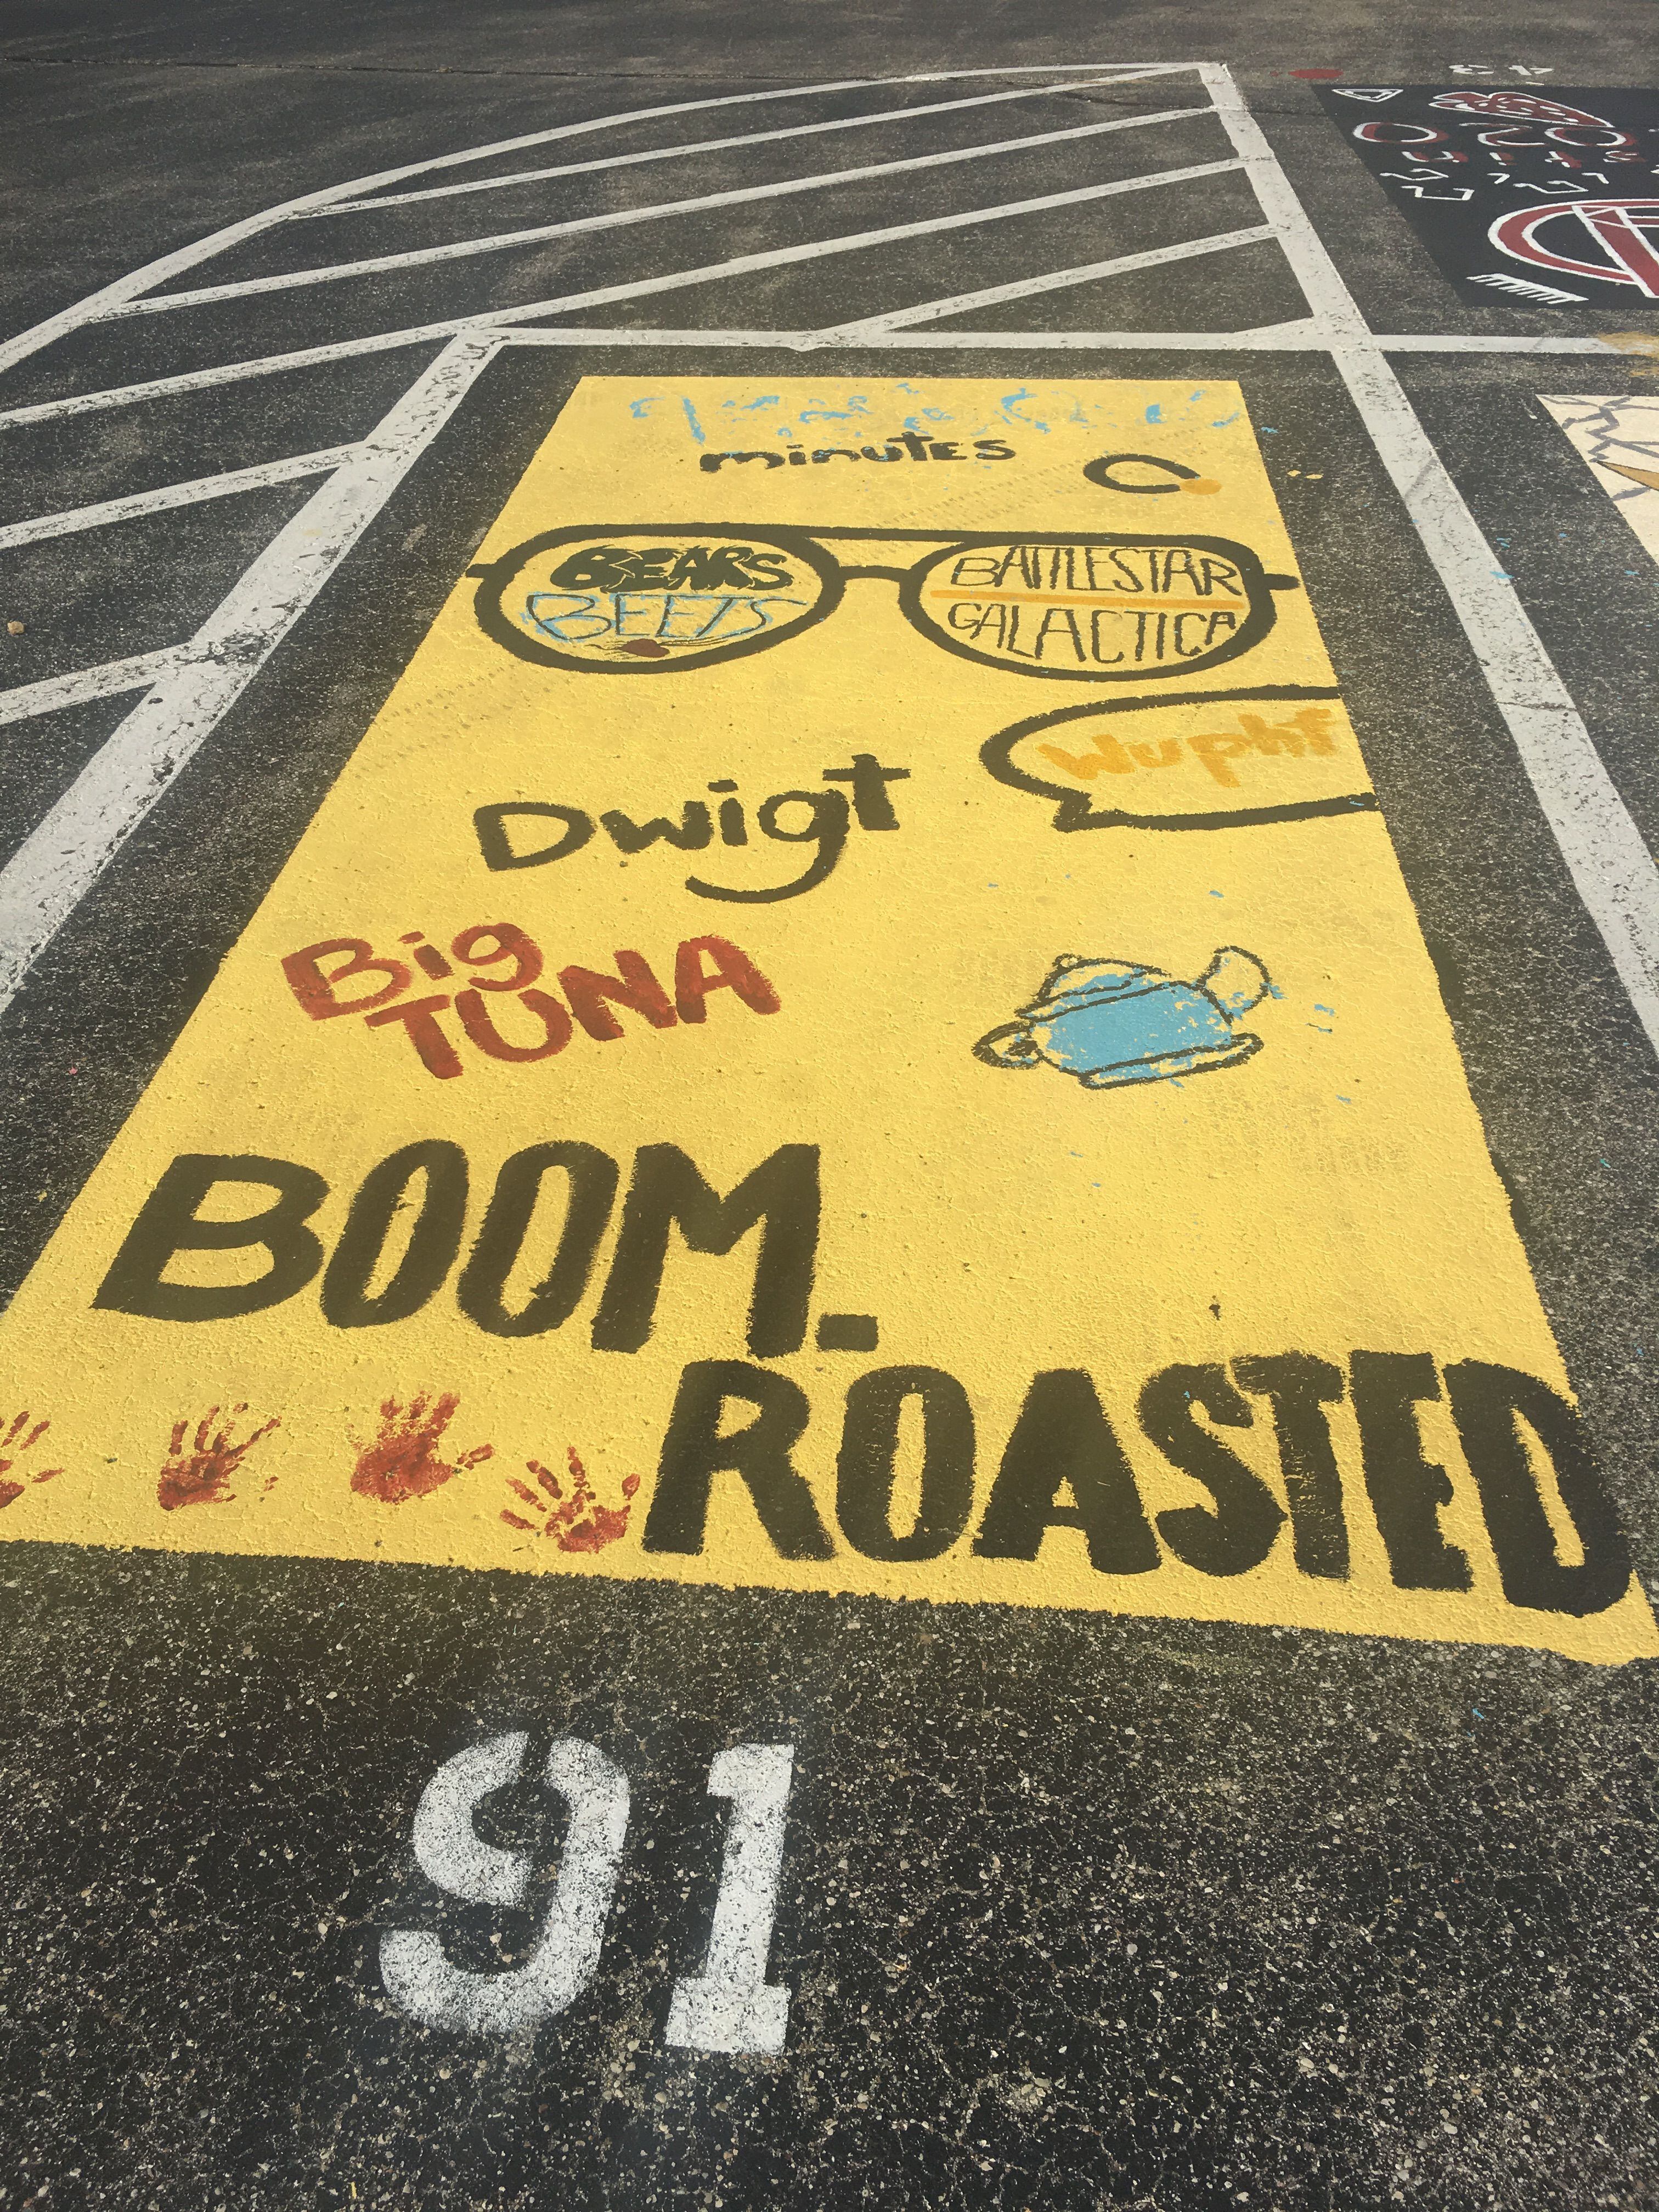 minutes
BEARS
BEETS
BATTLESTAR
GALACTICA
Wuphf
Dwigt
Big
TUNA
BOOM.
ROASTED
91